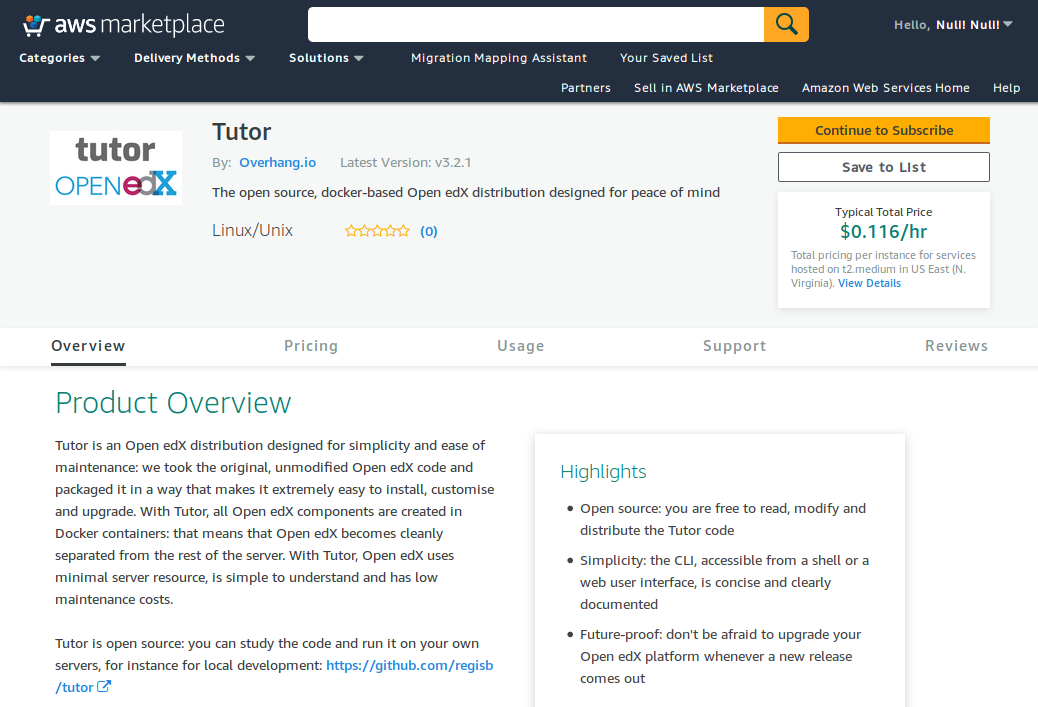 aws marketplace
Hello, Nuli! Nuli!
Categories Delivery Methods Solutions Migration Mapping Assistant Your Saved List
Partners Sell in AWS Marketplace Amazon Web Services Home Help
tutor
OPEN edX
Tutor
By: Overhang.io Latest Version: v3.2.1
The open source, docker-based Open edX distribution designed for peace of mind
Linux/Unix (0)
Continue to Subscribe
Save to List
Typical Total Price
$0.116/hr
Total pricing per instance for services
hosted on t2.medium in US East (N.
Virginia). View Details
Overview Pricing Usage Support Reviews
Product Overview
Tutor is an Open edX distribution designed for simplicity and ease of
maintenance: we took the original, unmodified Open edX code and
packaged it in a way that makes it extremely easy to install, customise
and upgrade. With Tutor, all Open edX components are created in
Docker containers: that means that Open edX becomes cleanly
separated from the rest of the server. With Tutor, Open edX uses
minimal server resource, is simple to understand and has low
maintenance costs.
Tutor is open source: you can study the code and run it on your own
servers, for instance for local development: https://github.com/regisb
/tutor
Highlights
• Open source: you are free to read, modify and
distribute the Tutor code
• Simplicity: the CLI, accessible from a shell or a
web user interface, is concise and clearly
documented
• Future-proof: don't be afraid to upgrade your
Open edX platform whenever a new release
comes out